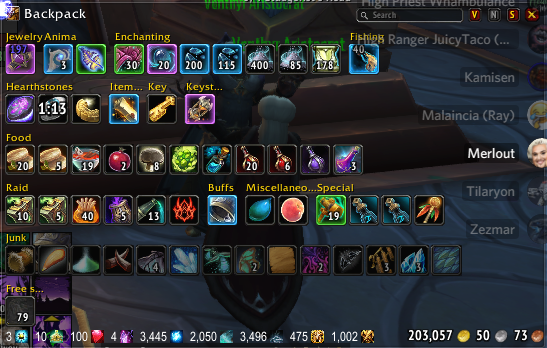 Venthyr Aristocrat
High Priest Whambulance
Backpack
Search
V N S X
Jewelry Anima Enchanting Fishing
Ranger JuicyTaco (...
197 3 30 20 200 115 400 85 178 40
Kamisen
Hearthstones Item... Key Keyst...
1:13
Malaincia (Ray)
Food
Merlout
20 5 19 2 8 20 6 3
Raid Buffs Miscellaneo... Special
Tilaryon
10 5 40 5 13 19
Zezmar
Junk
4 2 2 3 3
Free s...
79
3 10 100 4 3,445 2,050 3,496 475 1,002 203,057 50 73